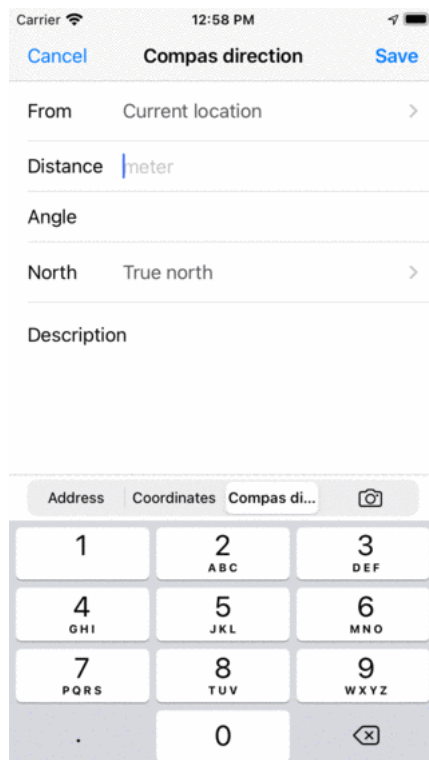 Carrier 12:58 PM
Cancel Compas direction Save
From Current location
Distance meter
Angle
North True north
Description
Address Coordinates Compas di...
1 2 3
ABC DEF
4 5 6
GHI JKL MNO
7 8 9
PQRS TUV WXYZ
. 0